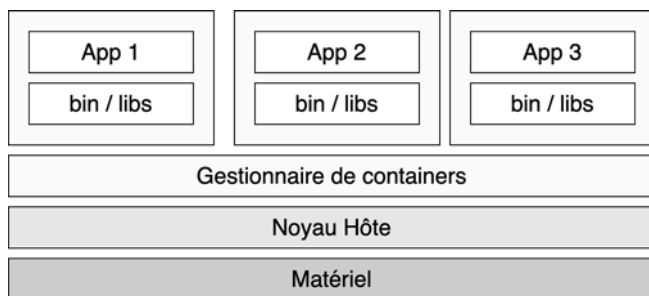 App 1
App 2
App 3
bin / libs
bin / libs
bin / libs
Gestionnaire de containers
Noyau Hôte
Matériel